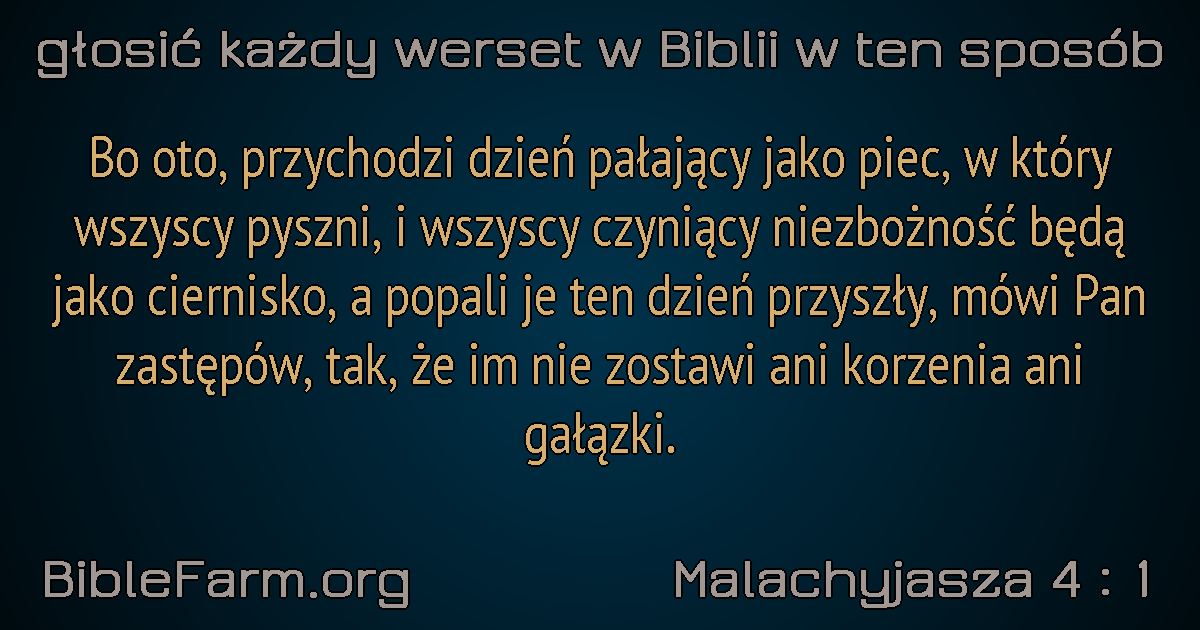 głosić każdy werset w Biblii w ten sposób
Bo oto, przychodzi dzień pałający jako piec, w który
wszyscy pyszni, i wszyscy czyniący niezbożność będą
jako ciernisko, a popali je ten dzień przyszły, mówi Pan
zastępów, tak, że im nie zostawi ani korzenia ani
gałązki.
BibleFarm.org
Malachyjasza 4 : 1